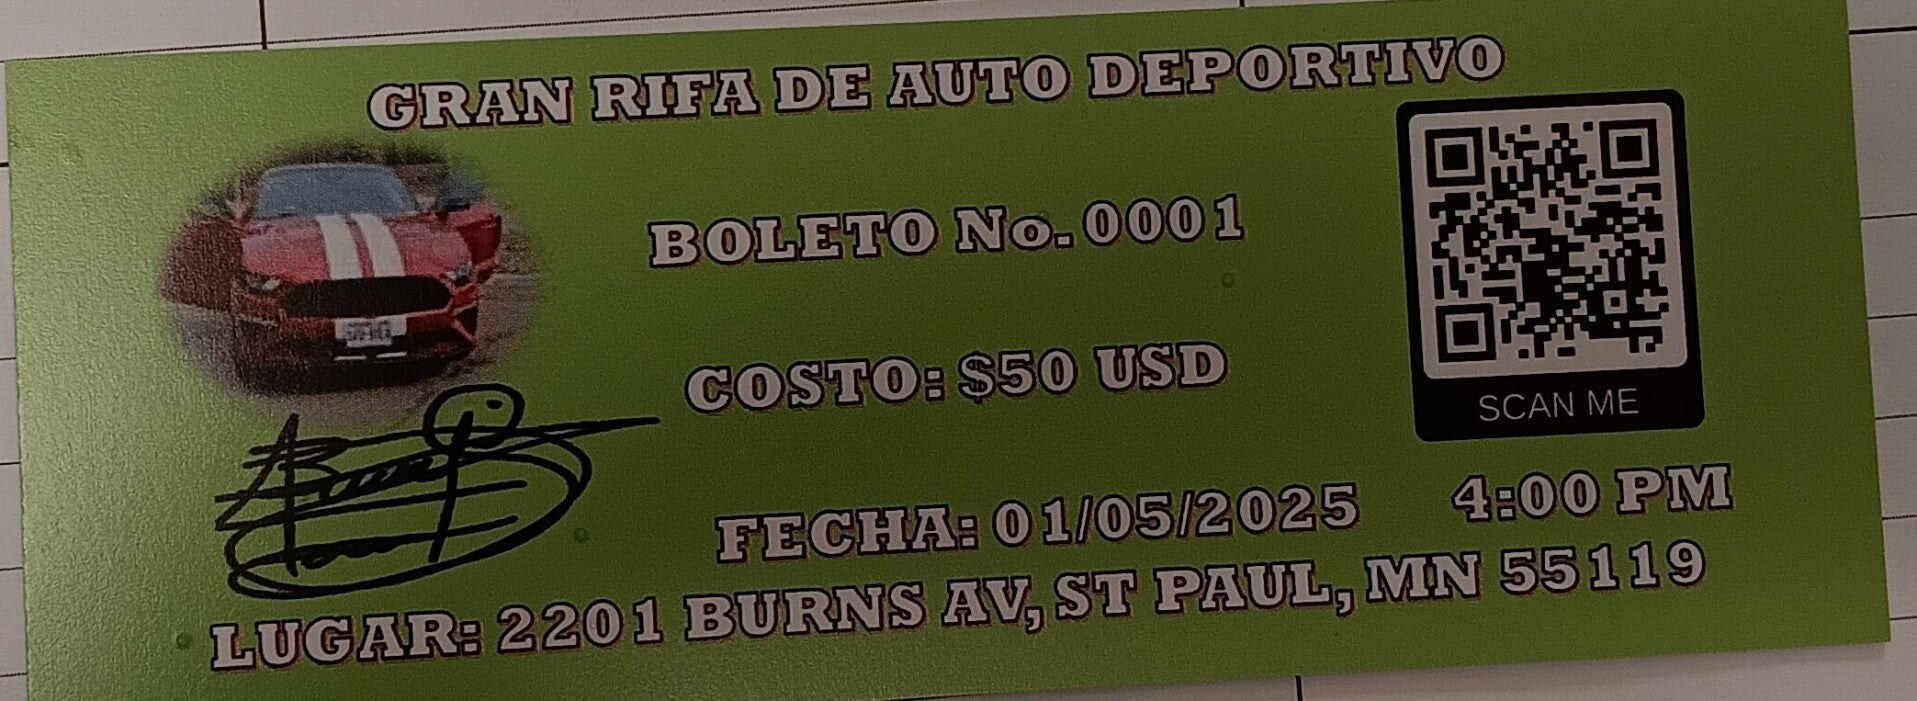 GRAN RIFA DE AUTO DEPORTIVO
BOLETO No. 0001
COSTO: $50 USD
SCAN ME
FECHA: 01/05/2025 4:00 PM
LUGAR: 2201 BURNS AV, ST PAUL, MN 55119